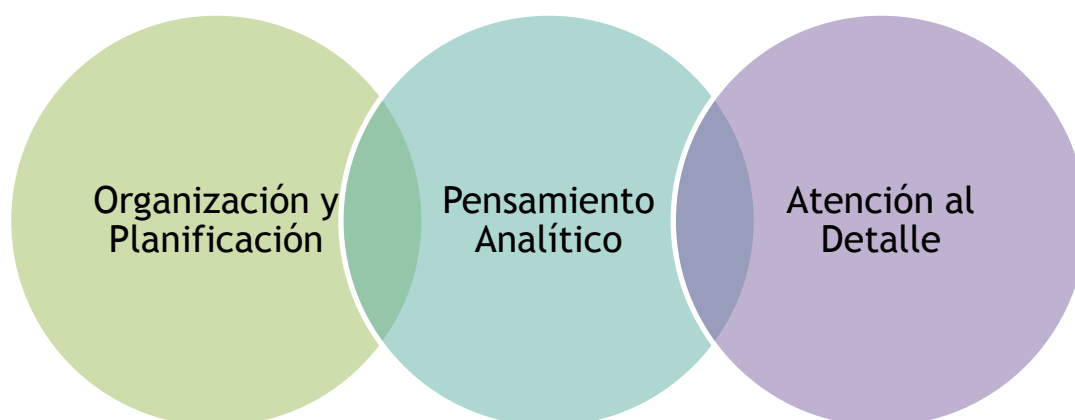 Organización y
Planificación
Pensamiento
Analítico
Atención al
Detalle